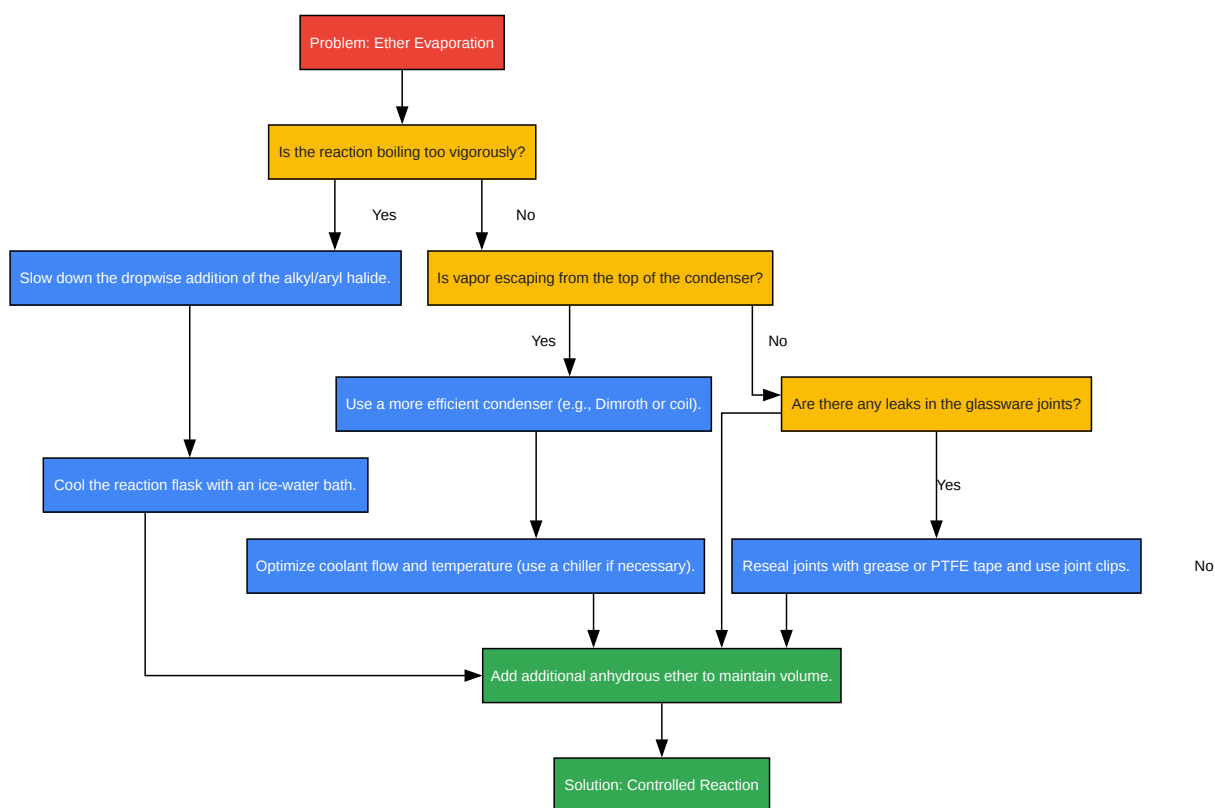 Problem: Ether Evaporation
Is the reaction boiling too vigorously?
Yes
No
Slow down the dropwise addition of the alkyl/aryl halide.
Is vapor escaping from the top of the condenser?
Yes
No
Use a more efficient condenser (e.g., Dimroth or coil).
Are there any leaks in the glassware joints?
Cool the reaction flask with an ice-water bath.
Yes
Optimize coolant flow and temperature (use a chiller if necessary).
Reseal joints with grease or PTFE tape and use joint clips.
No
Add additional anhydrous ether to maintain volume.
Solution: Controlled Reaction